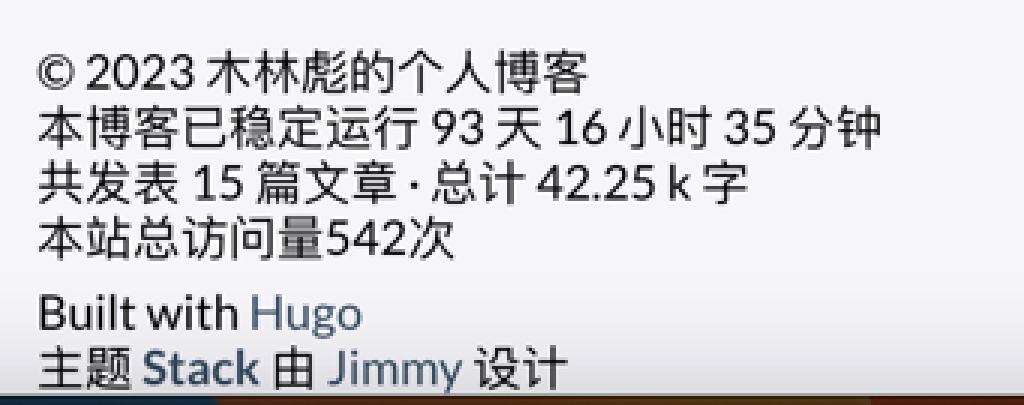 © 2023 木林彪的个人博客
本博客已稳定运行 93 天 16 小时 35 分钟
共发表 15 篇文章 · 总计 42.25 k 字
本站总访问量542次
Built with Hugo
主题 Stack 由 Jimmy 设计